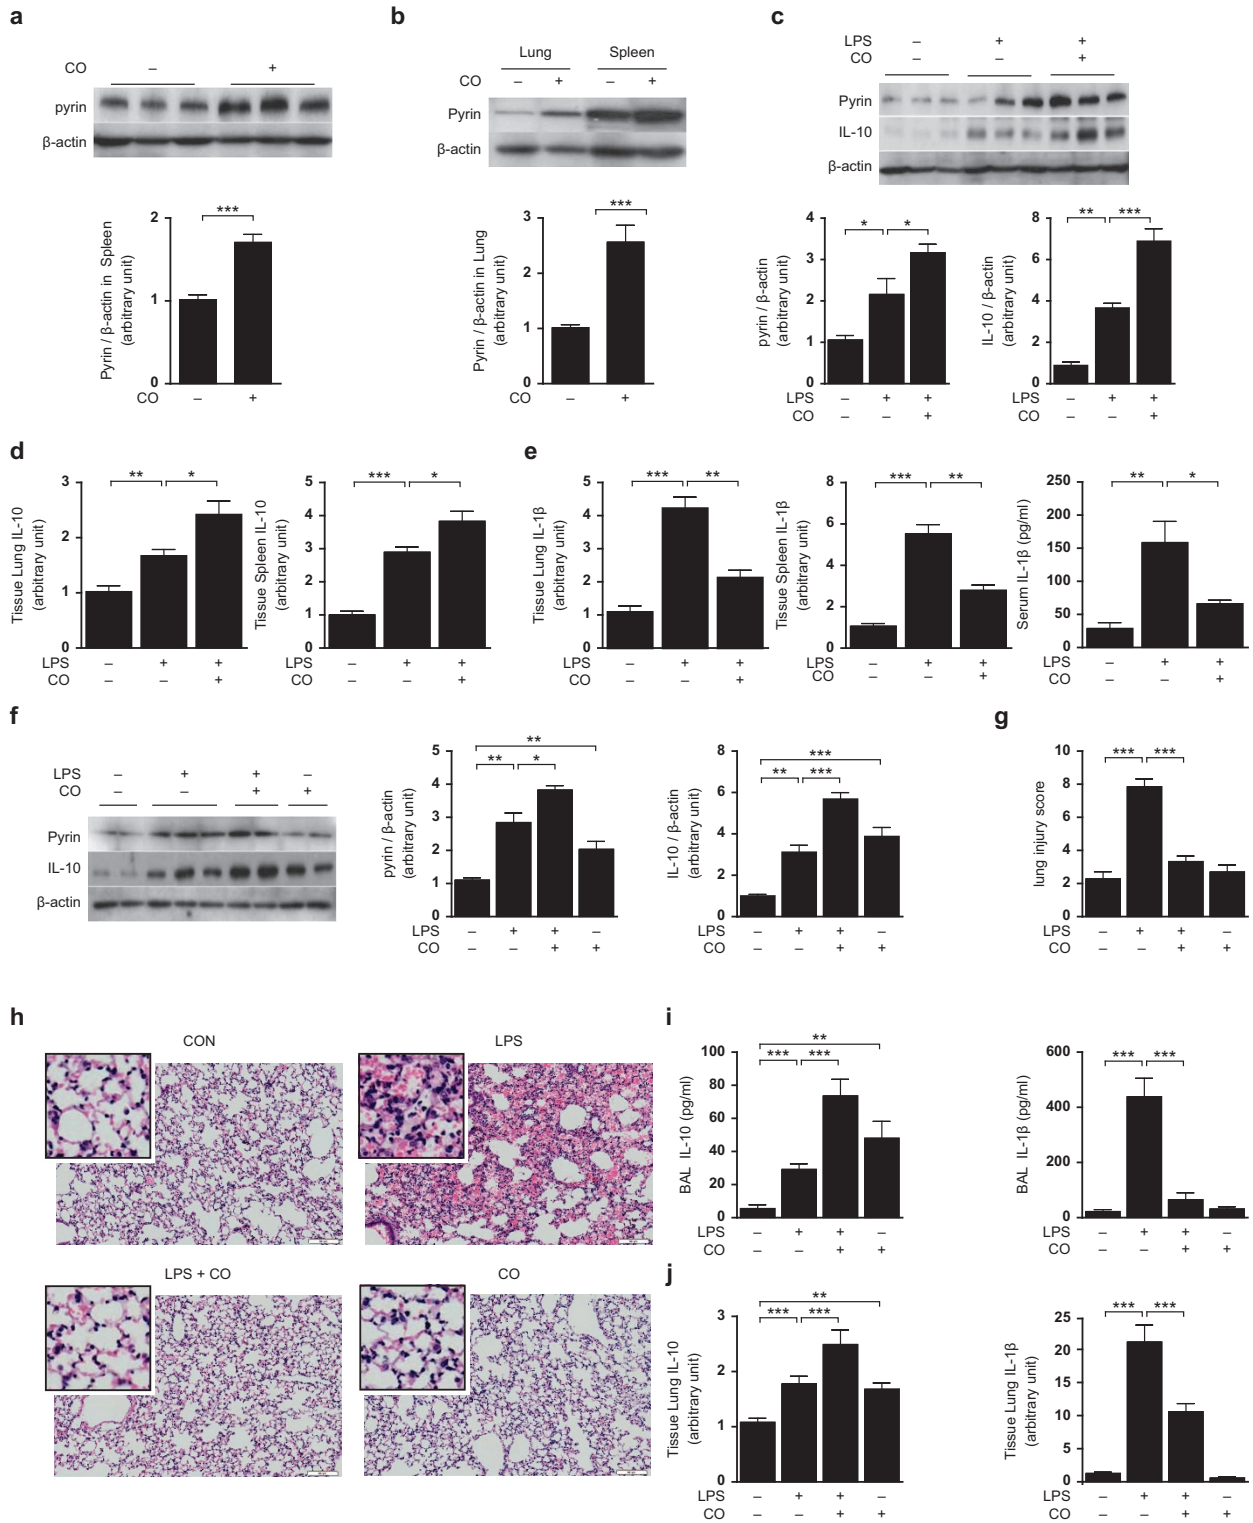 a
CO
– +
pyrin
β-actin
Pyrin / β-actin in Spleen
(arbitrary unit)
2
1
0
***
CO – +
b
Lung Spleen
CO – + – +
Pyrin
β-actin
Pyrin / β-actin in Lung
(arbitrary unit)
3
2
1
0
***
CO – +
c
LPS – + +
CO – – +
Pyrin
IL-10
β-actin
pyrin / β-actin
(arbitrary unit)
4
3
2
1
0
* *
LPS – + +
CO – – +
IL-10 / β-actin
(arbitrary unit)
8
6
4
2
0
** ***
LPS – + +
CO – – +
d
Tissue Lung IL-10
(arbitrary unit)
3
2
1
0
** *
LPS – + +
CO – – +
Tissue Spleen IL-10
(arbitrary unit)
5
4
3
2
1
0
*** *
LPS – + +
CO – – +
e
Tissue Lung IL-1β
(arbitrary unit)
5
4
3
2
1
0
*** **
LPS – + +
CO – – +
Tissue Spleen IL-1β
(arbitrary unit)
8
6
4
2
0
*** **
LPS – + +
CO – – +
Serum IL-1β (pg/ml)
250
200
150
100
50
0
** *
LPS – + +
CO – – +
f
LPS – + + –
CO – – + +
Pyrin
IL-10
β-actin
pyrin / β-actin
(arbitrary unit)
5
4
3
2
1
0
**
** *
LPS – + + –
CO – – + +
IL-10 / β-actin
(arbitrary unit)
8
6
4
2
0
***
** ***
LPS – + + –
CO – – + +
g
lung injury score
10
8
6
4
2
0
*** ***
LPS – + + –
CO – – + +
h
CON
LPS
LPS + CO
CO
i
BAL IL-10 (pg/ml)
100
80
60
40
20
0
**
*** ***
LPS – + + –
CO – – + +
BAL IL-1β (pg/ml)
600
400
200
0
*** ***
LPS – + + –
CO – – + +
j
Tissue Lung IL-10
(arbitrary unit)
3
2
1
0
**
*** ***
LPS – + + –
CO – – + +
Tissue Lung IL-1β
(arbitrary unit)
25
20
15
10
5
0
*** ***
LPS – + + –
CO – – + +